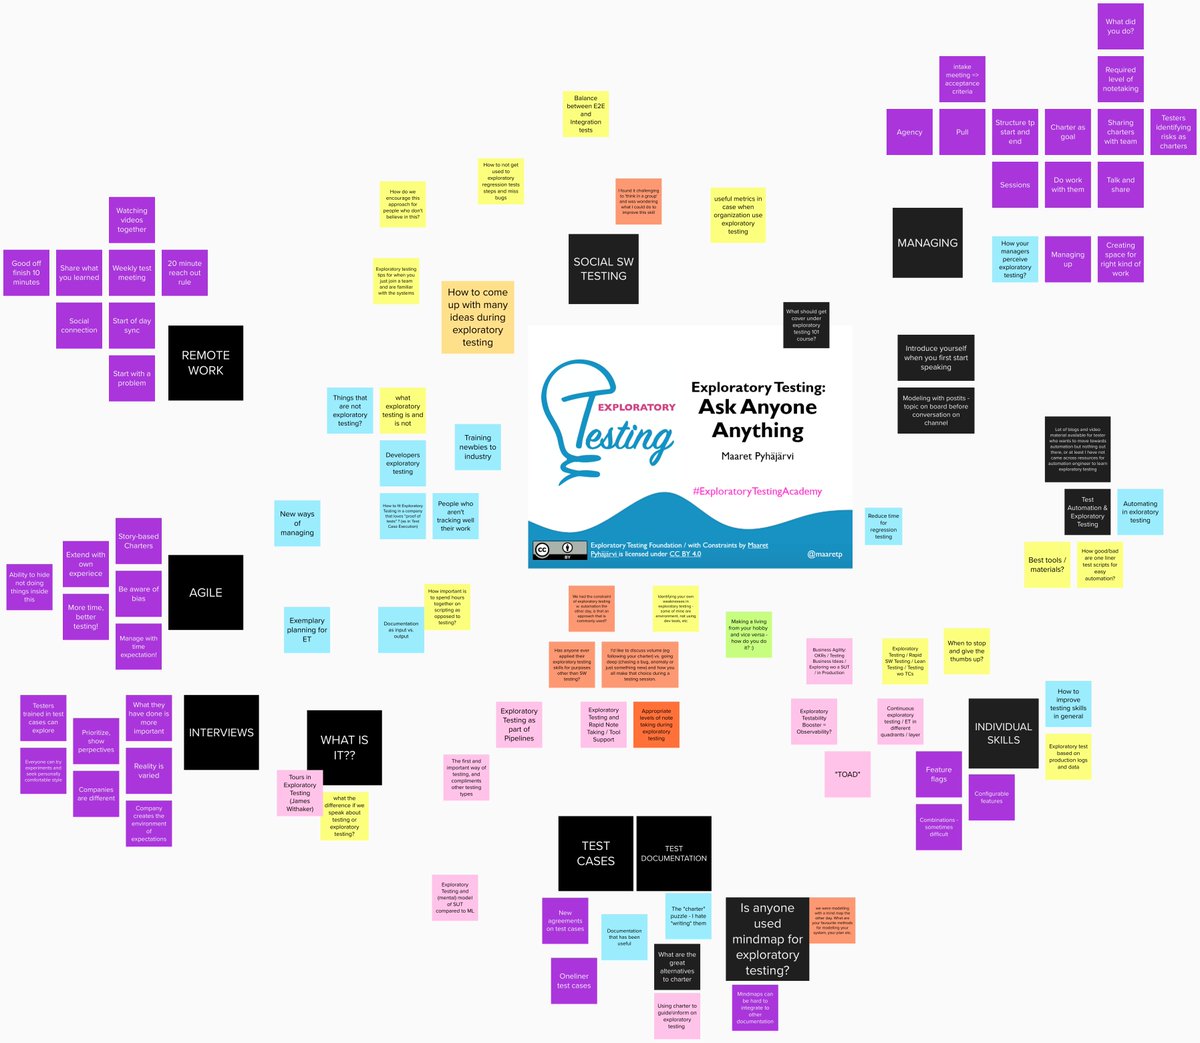 What did
you do?
intake
meeting =>
acceptance
criteria
Required
level of
notetaking
Agency
Pull
Structure tp
start and
end
Charter as
goal
Sharing
charters
with team
Testers
identifying
risks as
charters
Sessions
Do work
with them
Talk and
share
MANAGING
How your
managers
perceive
exploratory
testing?
Managing
up
Creating
space for
right kind of
work
Balance
between E2E
and
Integration
tests
How to not get
used to
exploratory
regression tests
steps and miss
bugs
How do we
encourage this
approach for
people who don't
believe in this?
I found it challenging
to 'think in a group'
and was wondering
what I could do to
improve this skill
useful metrics in
case when
organization use
exploratory
testing
SOCIAL SW
TESTING
Exploratory testing
tips for when you
just join a team
and are familiar
with the systems
How to come
up with many
ideas during
exploratory
testing
What should get
cover under
exploratory
testing 101
course?
Watching
videos
together
Good off
finish 10
minutes
Share what
you learned
Weekly test
meeting
20 minute
reach out
rule
Social
connection
Start of day
sync
Start with a
problem
REMOTE
WORK
Introduce yourself
when you first start
speaking
Modeling with postits -
topic on board before
conversation on
channel
Things that
are not
exploratory
testing?
what
exploratory
testing is and
is not
Developers
exploratory
testing
Training
newbies to
industry
How to fit Exploratory
Testing in a company
that loves "proof of
tests" ? (as in Test
Case Execution)
People who
aren't
tracking well
their work
New ways of
managing
EXPLORATORY
Testing
Exploratory Testing:
Ask Anyone
Anything
Maaret Pyhäjärvi
#ExploratoryTestingAcademy
CC BY
Exploratory Testing Foundation / with Constraints by Maaret
Pyhäjärvi is licensed under CC BY 4.0
@maaretp
Reduce time
for
regression
testing
Lot of blogs and video
material available for tester
who wants to move towards
automation but nothing out
there, or at least I have not
came across resources for
automation engineer to learn
exploratory testing
Test
Automation &
Exploratory
Testing
Automating
in exloratory
testing
Best tools /
materials?
How good/bad
are one liner
test scripts for
easy
automation?
Story-based
Charters
Extend with
own
experiece
Ability to hide
not doing
things inside
this
Be aware of
bias
More time,
better
testing!
Manage with
time
expectation!
AGILE
Exemplary
planning for
ET
Documentation
as input vs.
output
How important is
to spend hours
together on
scripting as
opposed to
testing?
We had the constraint
of exploratory testing
w automation the
other day, is that an
approach that is
commonly used?
Identifying your own
weaknesses in
exploratory testing -
some of mine are
environment, not using
dev tools, etc
Making a living
from your hobby
and vice versa -
how do you do
it? :)
Has anyone ever
applied their
exploratory testing
skills for purposes
other than SW
testing?
I'd like to discuss volume (eg
following your charter) vs. going
deep (chasing a bug, anomaly or
just something new) and how you
all make that choice during a
testing session.
Exploratory
Testing as
part of
Pipelines
Exploratory
Testing and
Rapid Note
Taking / Tool
Support
Appropriate
levels of note
taking during
exploratory
testing
Business Agility:
OKRs / Testing
Business Ideas /
Exploring wo a SUT
/ in Production
Exploratory
Testing / Rapid
SW Testing / Lean
Testing / Testing
wo TCs
When to stop
and give the
thumbs up?
Exploratory
Testability
Booster =
Observability?
Continuous
exploratory
testing / ET in
different
quadrants / layer
INDIVIDUAL
SKILLS
How to
improve
testing skills
in general
Exploratory test
based on
production logs
and data
"TOAD"
Feature
flags
Configurable
features
Combinations -
sometimes
difficult
Testers
trained in test
cases can
explore
What they
have done is
more
important
Prioritize,
show
perpectives
Everyone can try
experiments and
seek personally
comfortable style
Reality is
varied
Companies
are different
Company
creates the
environment of
expectations
INTERVIEWS
WHAT IS
IT??
Tours in
Exploratory
Testing
(James
Withaker)
what the
difference if we
speak about
testing or
exploratory
testing?
The first and
important way of
testing, and
compliments other
testing types
Exploratory
Testing and
(mental) model of
SUT
compared to ML
TEST
CASES
TEST
DOCUMENTATION
New
agreements
on test cases
Documentation
that has been
useful
The "charter"
puzzle - I hate
"writing" them
Oneliner
test cases
What are the
great
alternatives
to charter
Using charter to
guide\inform on
exploratory
testing
Is anyone
used
mindmap for
exploratory
testing?
we were modeling
with a mind map the
other day. What are
your favourite methods
for modelling your
system, your plan etc.
Mindmaps can
be hard to
integrate to
other
documentation